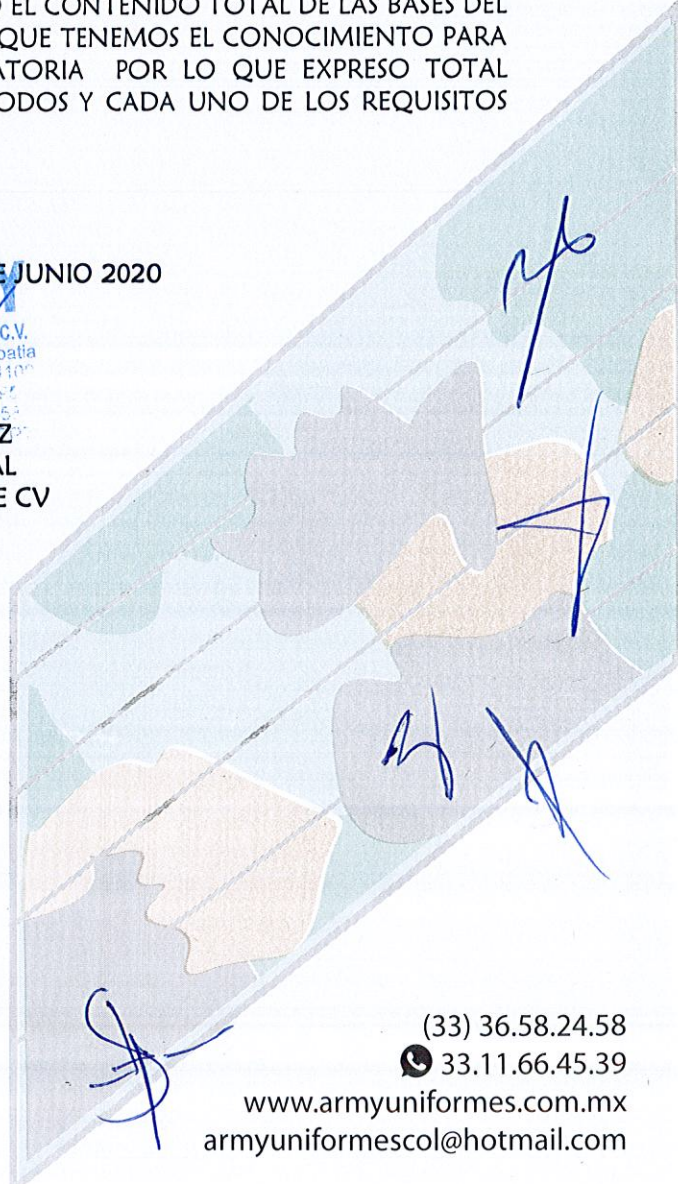 EL CONTENIDO TOTAL DE LAS BASES DEL
QUE TENEMOS EL CONOCIMIENTO PARA
ATORIA POR LO QUE EXPRESO TOTAL
ODOS Y CADA UNO DE LOS REQUISITOS
E JUNIO 2020
C.V.
patia
Z
AL
E CV
(33) 36.58.24.58
33.11.66.45.39
www.armyuniformes.com.mx
armyuniformescol@hotmail.com